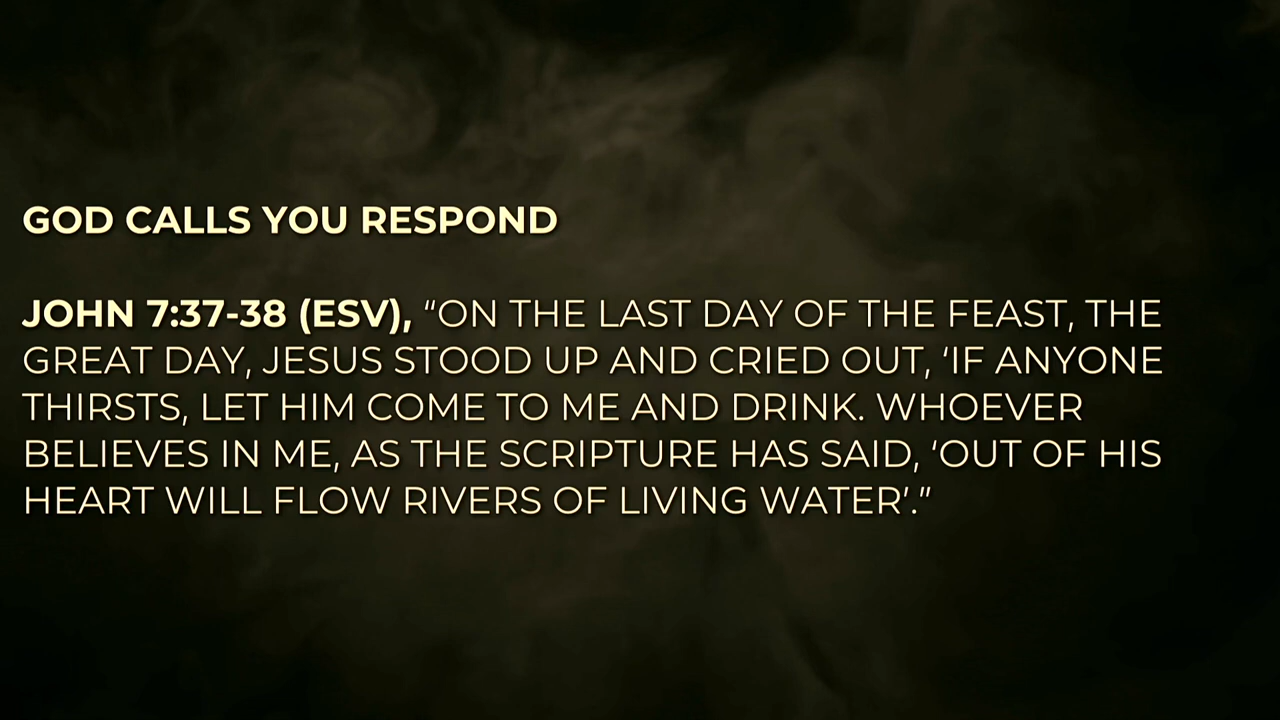 GOD CALLS YOU RESPOND
JOHN 7:37-38 (ESV), “ON THE LAST DAY OF THE FEAST, THE
GREAT DAY, JESUS STOOD UP AND CRIED OUT, ‘IF ANYONE
THIRSTS, LET HIM COME TO ME AND DRINK. WHOEVER
BELIEVES IN ME, AS THE SCRIPTURE HAS SAID, ‘OUT OF HIS
HEART WILL FLOW RIVERS OF LIVING WATER’.”